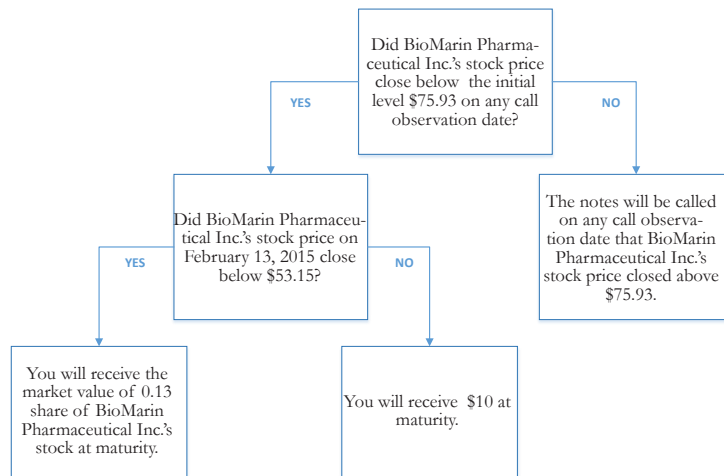 Did BioMarin Pharma-
ceutical Inc.'s stock price
close below the initial
level $75.93 on any call
observation date?
YES
NO
Did BioMarin Pharmaceu-
tical Inc.'s stock price on
February 13, 2015 close
below $53.15?
The notes will be called
on any call observa-
tion date that BioMarin
Pharmaceutical Inc.'s
stock price closed above
$75.93.
YES
NO
You will receive the
market value of 0.13
share of BioMarin
Pharmaceutical Inc.'s
stock at maturity.
You will receive $10 at
maturity.